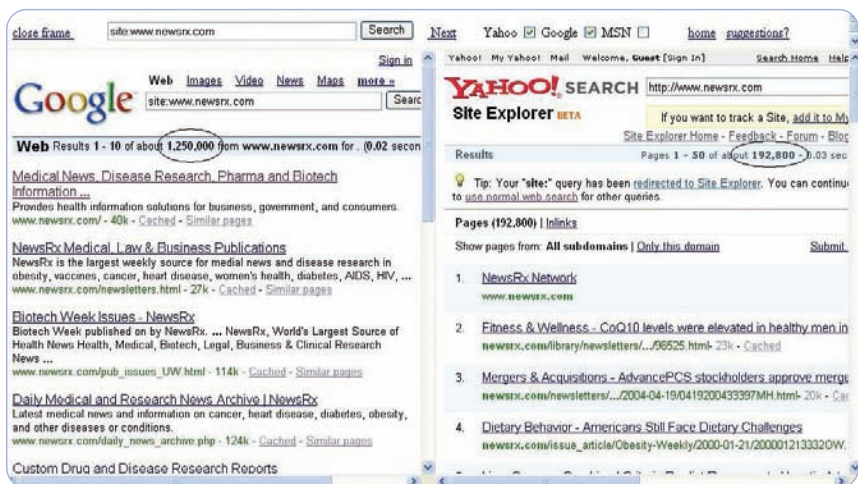 close frame site:www.newsrx.com Search Next Yahoo Google MSN home suggestions?
Sign in
Web Images Video News Maps more »
Google
site:www.newsrx.com Searc
Web Results 1 - 10 of about 1,250,000 from www.newsrx.com for . (0.02 secon
Medical News, Disease Research, Pharma and Biotech
Information ...
Provides health information solutions for business, government, and consumers.
www.newsrx.com/ - 40k - Cached - Similar pages
NewsRx Medical, Law & Business Publications
NewsRx is the largest weekly source for medial news and disease research in
obesity, vaccines, cancer, heart disease, women's health, diabetes, AIDS, HIV, ...
www.newsrx.com/newsletters.html - 27k - Cached - Similar pages
Biotech Week Issues - NewsRx
Biotech Week published on by NewsRx. ... NewsRx, World's Largest Source of
Health News Health, Medical, Biotech, Legal, Business & Clinical Research
News ...
www.newsrx.com/pub_issues_UW.html - 114k - Cached - Similar pages
Daily Medical and Research News Archive | NewsRx
Latest medical news and information on cancer, heart disease, diabetes, obesity,
and other diseases or conditions.
www.newsrx.com/daily_news_archive.php - 124k - Cached - Similar pages
Custom Drug and Disease Research Reports
Yahoo! My Yahoo! Mail Welcome, Guest [Sign In] Search Home Help
YAHOO! SEARCH http://www.newsrx.com
Site Explorer BETA If you want to track a Site, add it to My
Site Explorer Home - Feedback - Forum - Blog
Results Pages 1 - 50 of about 192,800 - 0.03 sec
Tip: Your "site:" query has been redirected to Site Explorer. You can continue
to use normal web search for other queries.
Pages (192,800) | Inlinks
Show pages from: All subdomains | Only this domain Submit
1. NewsRx Network
www.newsrx.com
2. Fitness & Wellness - CoQ10 levels were elevated in healthy men in
newsrx.com/library/newsletters/.../96525.html - 23k - Cached
3. Mergers & Acquisitions - AdvancePCS stockholders approve merge
newsrx.com/newsletters/.../2004-04-19/0419200433397MH.html - 20k - Cac
4. Dietary Behavior - Americans Still Face Dietary Challenges
newsrx.com/issue_article/Obesity-Weekly/2000-01-21/200001213332OW.